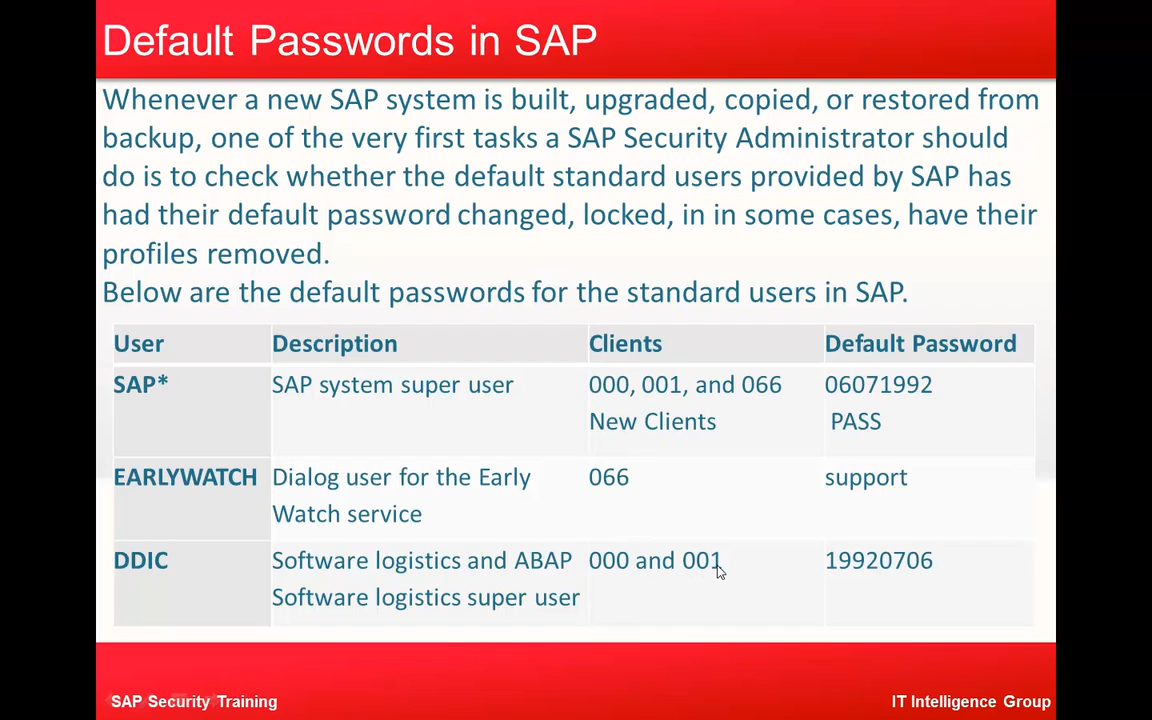 Default Passwords in SAP
Whenever a new SAP system is built, upgraded, copied, or restored from
backup, one of the very first tasks a SAP Security Administrator should
do is to check whether the default standard users provided by SAP has
had their default password changed, locked, in in some cases, have their
profiles removed.
Below are the default passwords for the standard users in SAP.
User Description Clients Default Password
SAP* SAP system super user 000, 001, and 066 06071992
New Clients PASS
EARLYWATCH Dialog user for the Early 066 support
Watch service
DDIC Software logistics and ABAP 000 and 001 19920706
Software logistics super user
SAP Security Training IT Intelligence Group